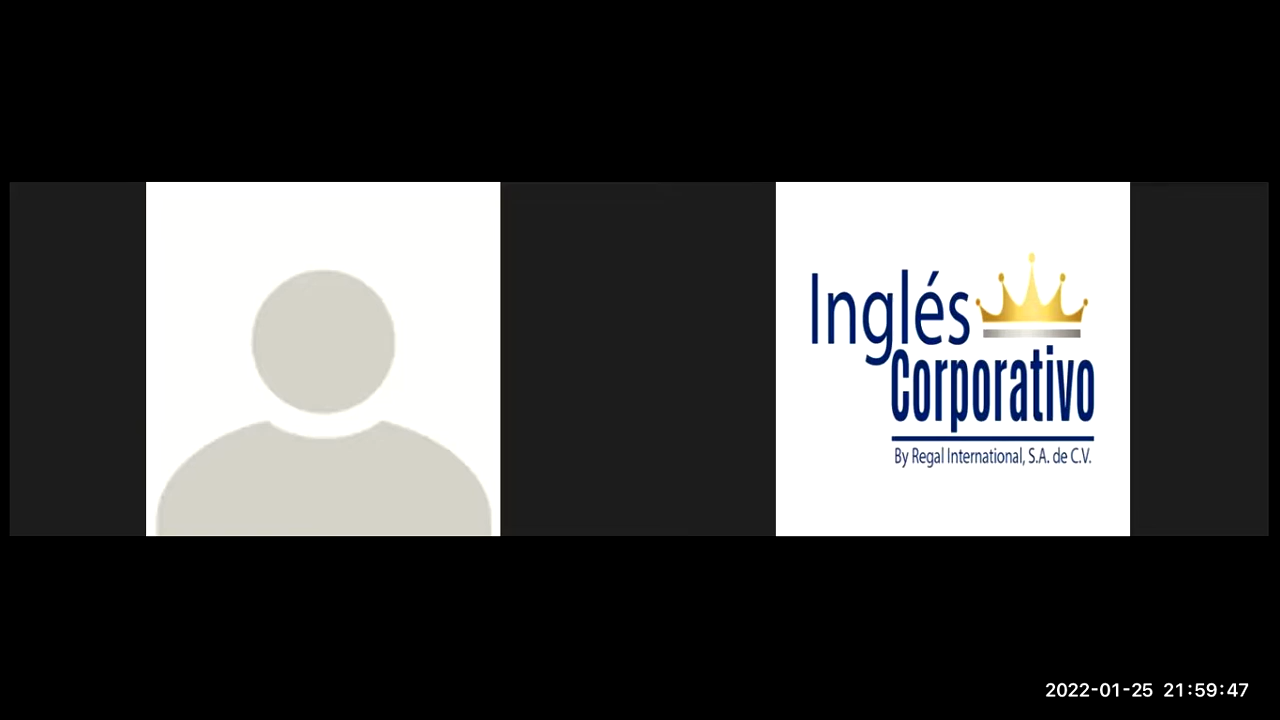 Inglés
Corporativo
By Regal International, S.A. de C.V.
2022-01-25 21:59:47